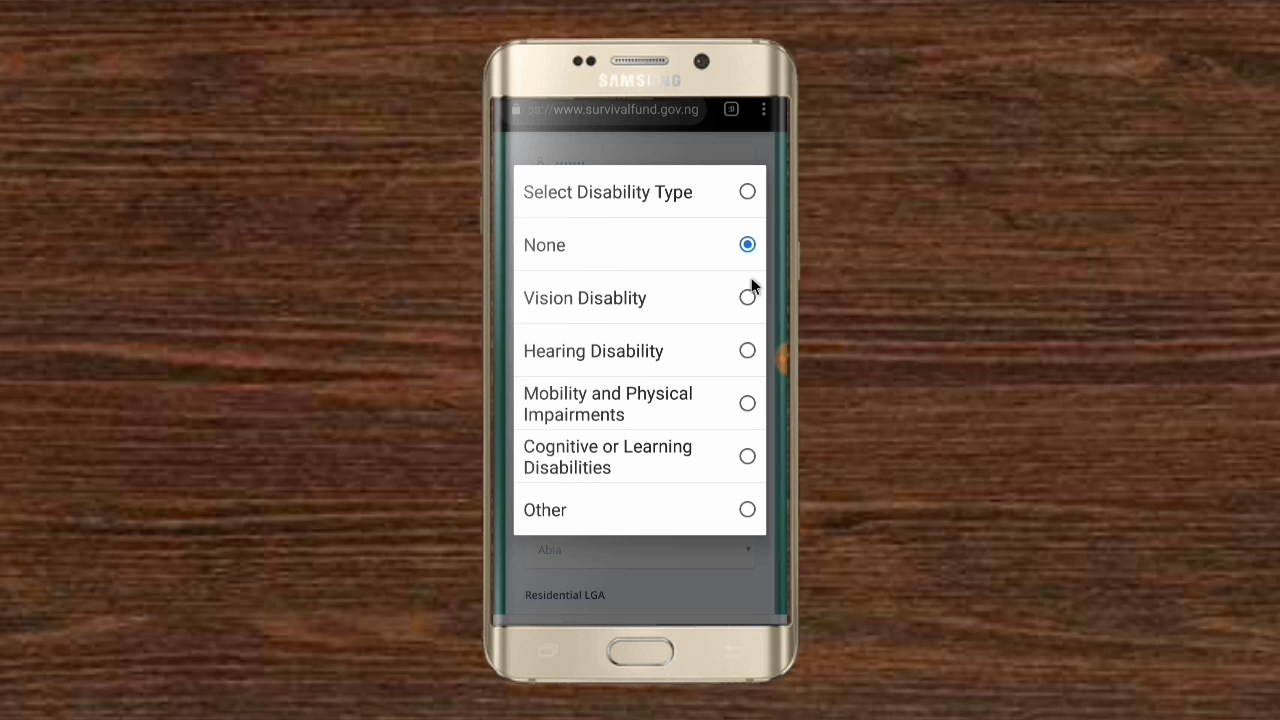 SAMSUNG
://www.survivalfund.gov.ng
Select Disability Type
None
Vision Disablity
Hearing Disability
Mobility and Physical
Impairments
Cognitive or Learning
Disabilities
Other
Abia
Residential LGA